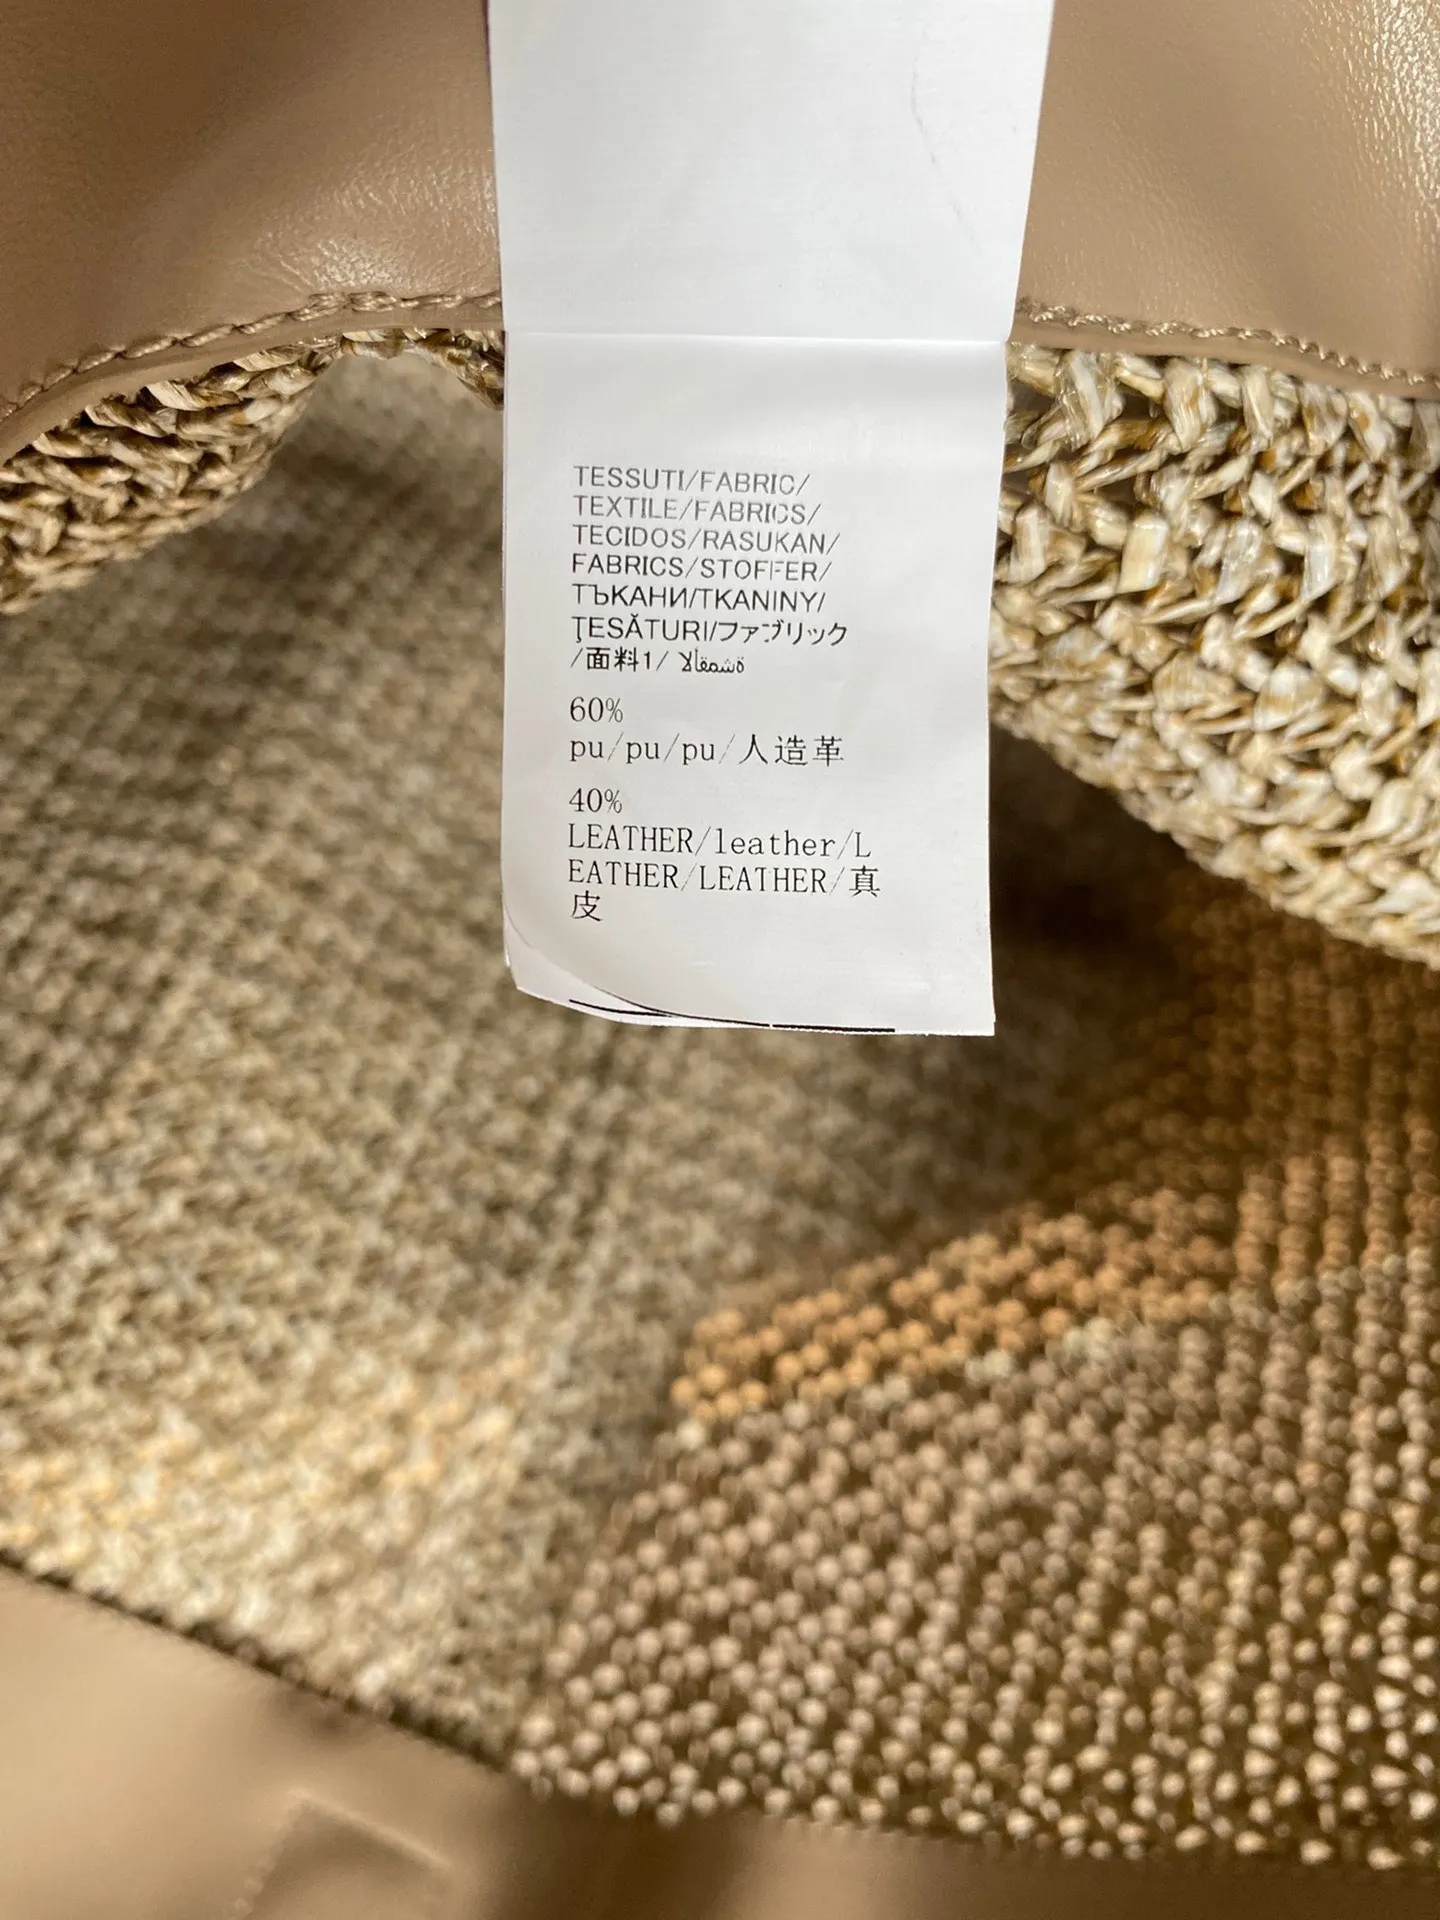 TESSUTI/FABRIC/
TEXTILE/FABRICS/
TECIDOS/RASUKAN/
FABRICS/STOFFER/
ТЪКАНИ/TKANINY/
ŢESĂTURI/ファブリック
/面料1/ الأقمشة
60%
pu/pu/pu/人造革
40%
LEATHER/leather/L
EATHER/LEATHER/真
皮